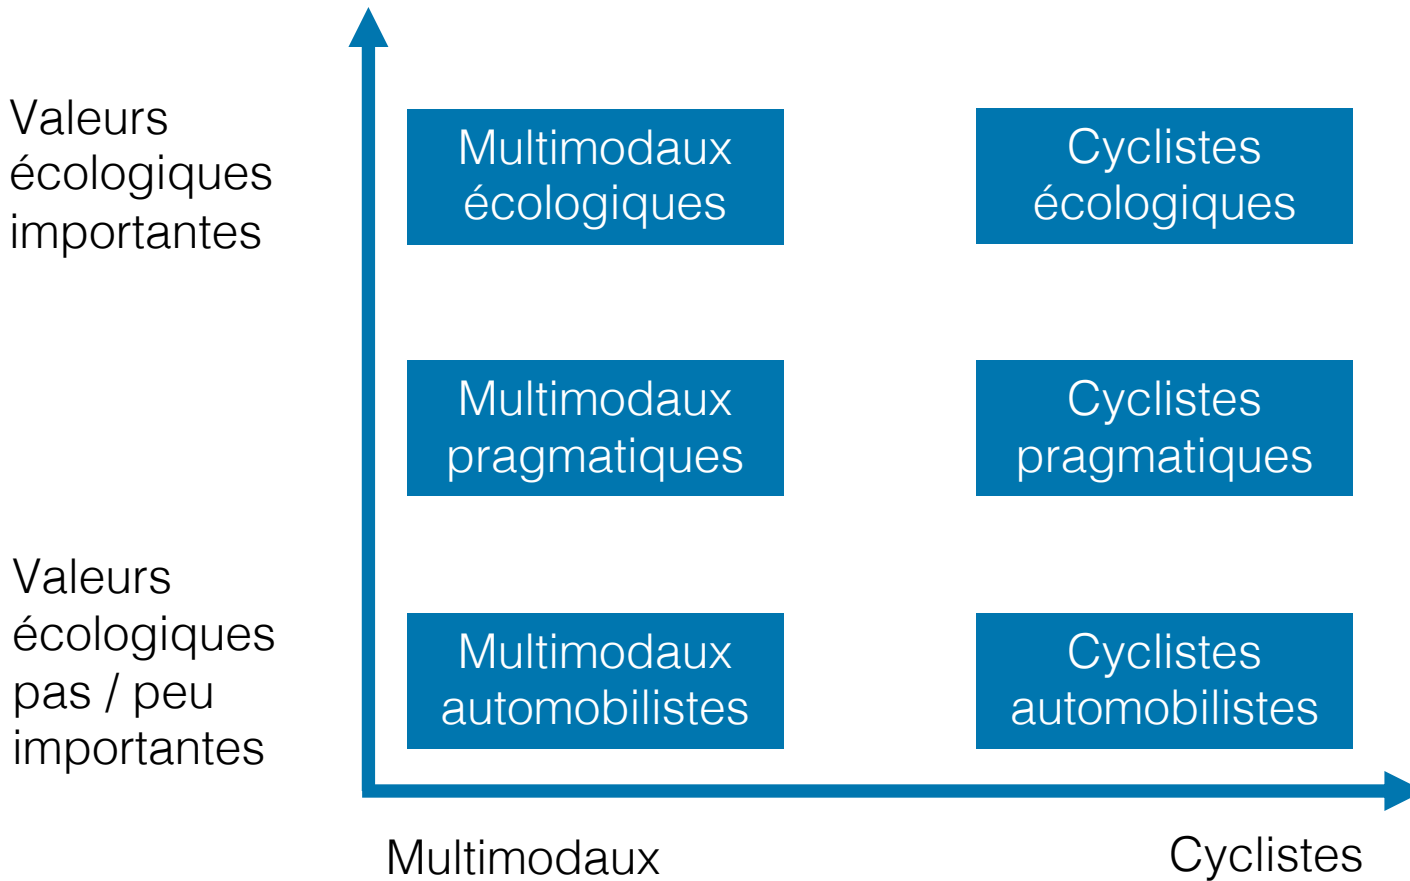 Valeurs
écologiques
importantes
Multimodaux
écologiques
Cyclistes
écologiques
Multimodaux
pragmatiques
Cyclistes
pragmatiques
Valeurs
écologiques
pas / peu
importantes
Multimodaux
automobilistes
Cyclistes
automobilistes
Multimodaux
Cyclistes